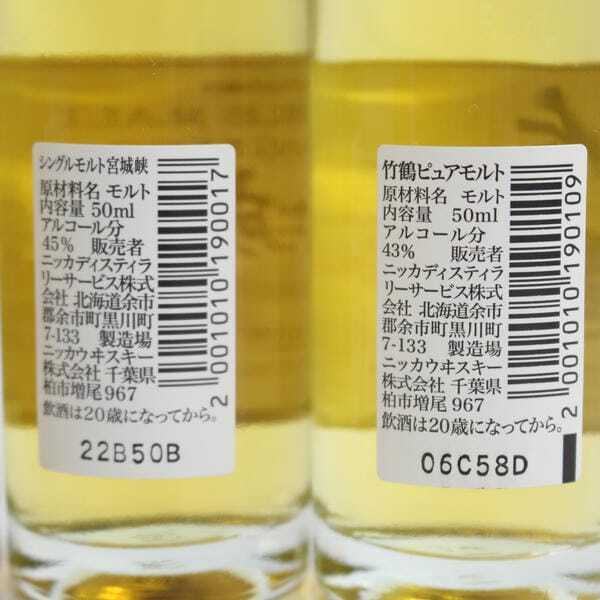 シングルモルト宮城峡
原材料名 モルト
内容量 50ml
アルコール分
45% 販売者
ニッカディスティラ
リーサービス株式
会社 北海道余市
郡余市町黒川町
7-133 製造場
ニッカウヰスキー
株式会社 千葉県
柏市増尾967
飲酒は20歳になってから。
2001010190017
22B50B
竹鶴ピュアモルト
原材料名 モルト
内容量 50ml
アルコール分
43% 販売者
ニッカディスティラ
リーサービス株式
会社 北海道余市
郡余市町黒川町
7-133 製造場
ニッカウヰスキー
株式会社 千葉県
柏市増尾967
飲酒は20歳になってから。
2001010190109
06C58D